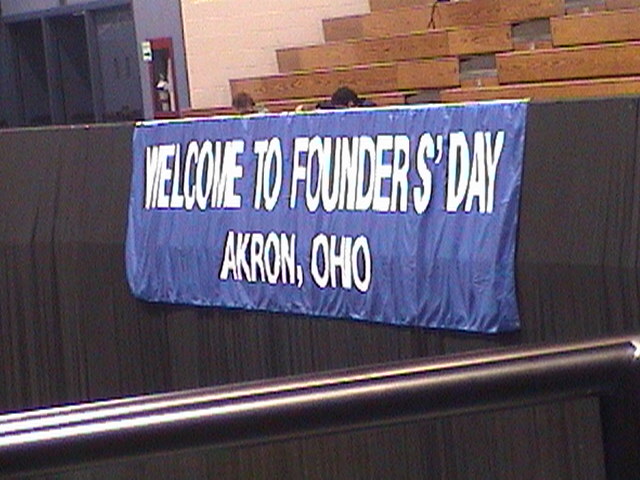 WELCOME TO FOUNDERS' DAY
AKRON, OHIO